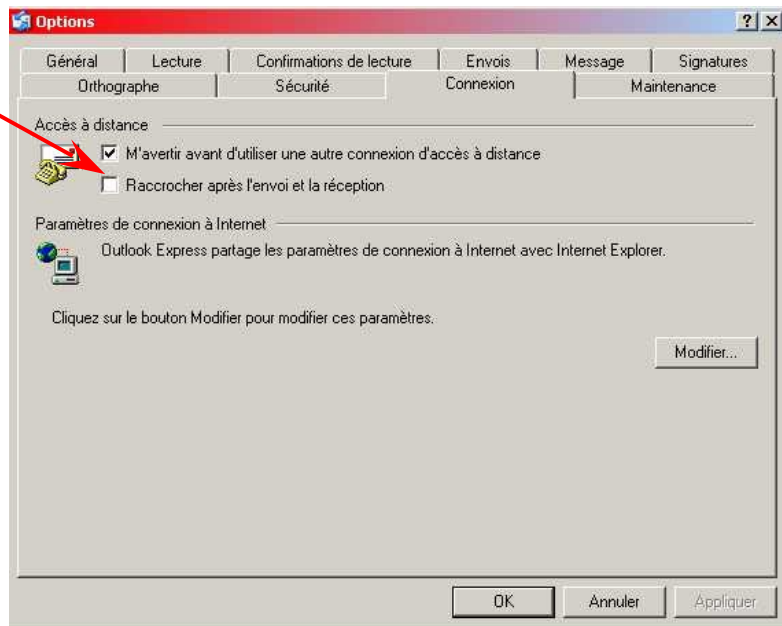 Options
Général Lecture Confirmations de lecture Envois Message Signatures
Orthographe Sécurité Connexion Maintenance
Accès à distance
M'avertir avant d'utiliser une autre connexion d'accès à distance
Raccrocher après l'envoi et la réception
Paramètres de connexion à Internet
Outlook Express partage les paramètres de connexion à Internet avec Internet Explorer.
Cliquez sur le bouton Modifier pour modifier ces paramètres.
Modifier...
OK Annuler Appliquer